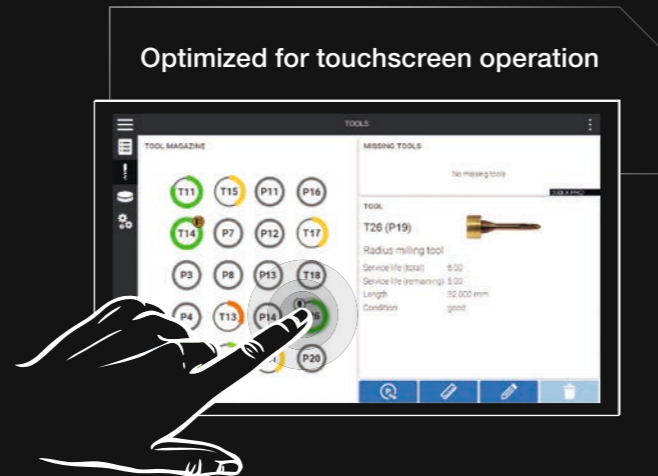 Optimized for touchscreen operation
TOOLS
TOOL MAGAZINE
T11 T15 P11 P16
T14 P7 P12 T17
P3 P8 P13 T18
P4 T13 P14
P20
MISSING TOOLS
No missing tools
TOOL
T26 (P19)
Radius milling tool
Service life (total) 6:00
Service life (remaining) 5:00
Length 32.000 mm
Condition good